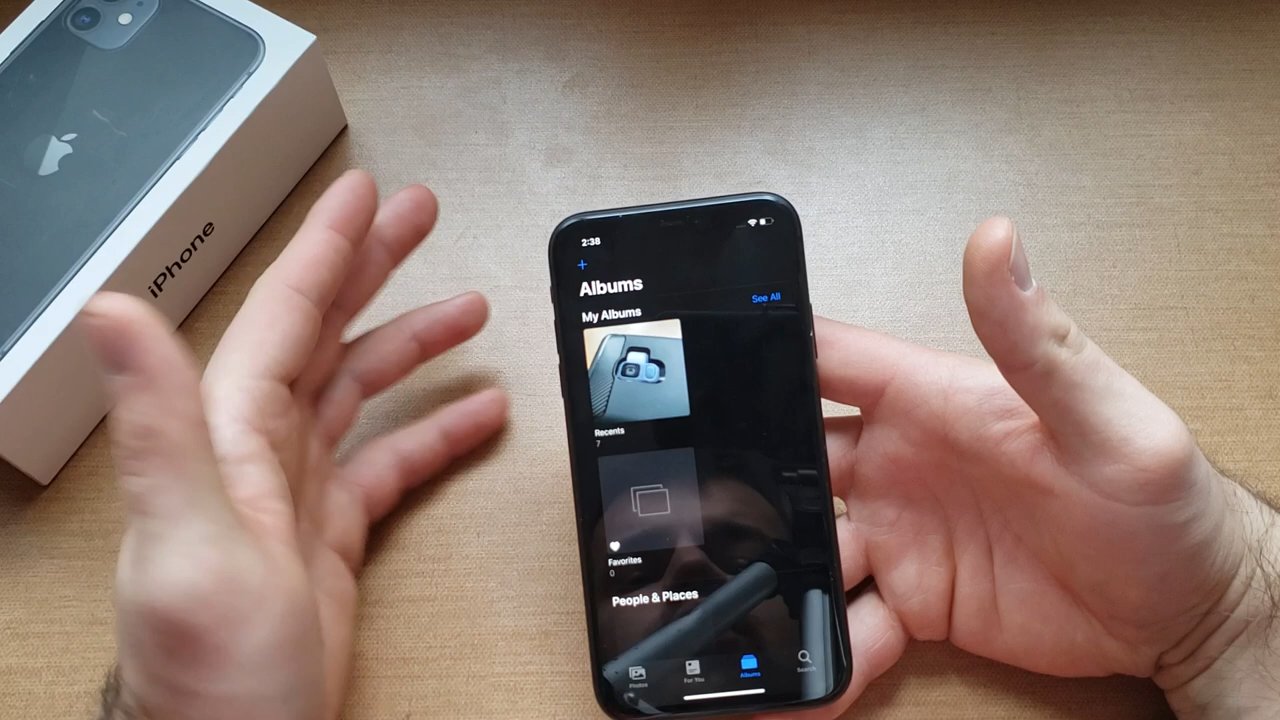 iPhone
2:38
+
Albums
My Albums
See All
Recents
7
Favorites
0
People & Places
Photos
For You
Albums
Search